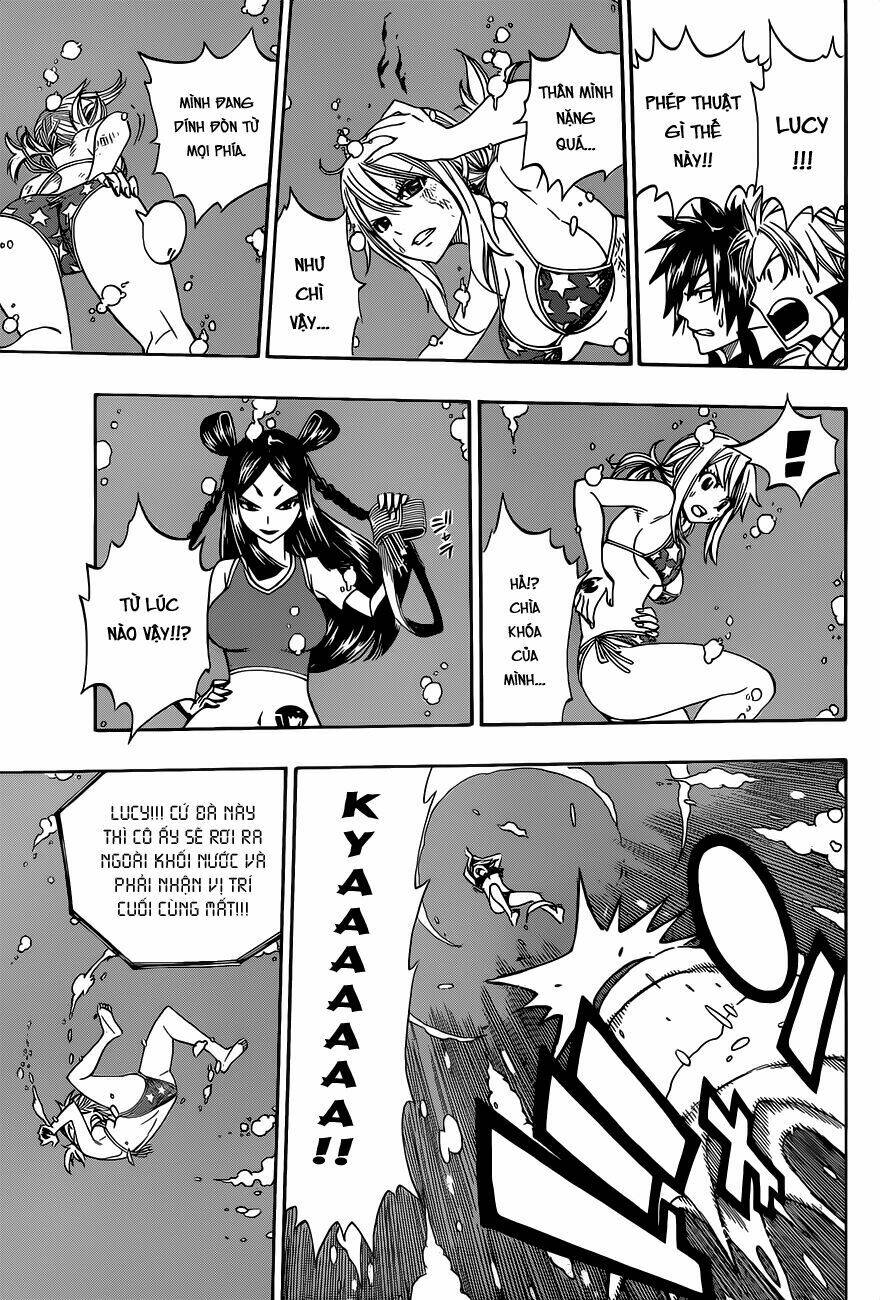 LUCY
!!!
PHÉP THUẬT
GÌ THẾ
NÀY!!
THÂN MÌNH
NẶNG
QUÁ...
NHƯ
CHÌ
VẬY...
MÌNH ĐANG
DÍNH ĐÒN TỪ
MỌI PHÍA.
!!
HẢ!?
CHÌA
KHÓA
CỦA
MÌNH...
TỪ LÚC
NÀO VẬY!!?
KYAAAAAAAA!!
LUCY!!! CỨ ĐÀ NÀY
THÌ CÔ ẤY SẼ RƠI RA
NGOÀI KHỐI NƯỚC VÀ
PHẢI NHẬN VỊ TRÍ
CUỐI CÙNG MẤT!!!